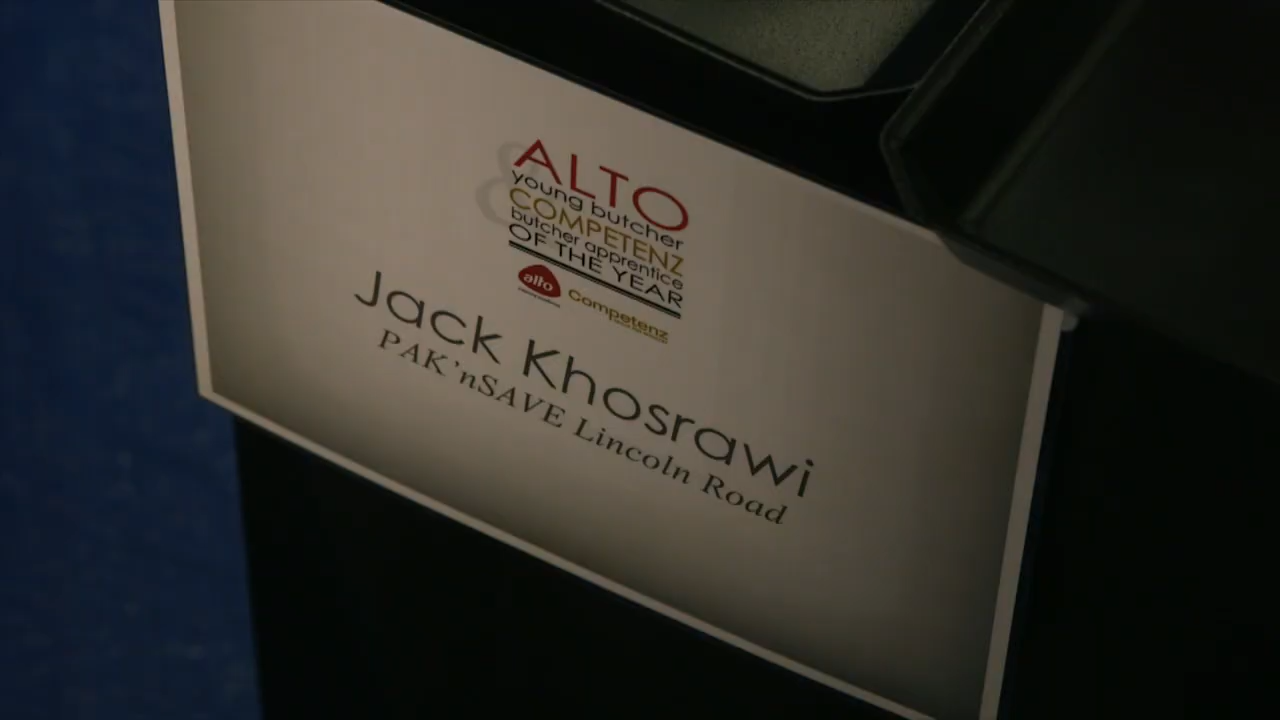 ALTO
young butcher
&
COMPETENZ
butcher apprentice
OF THE YEAR
alto
Competenz
Jack Khosrawi
PAK'nSAVE Lincoln Road